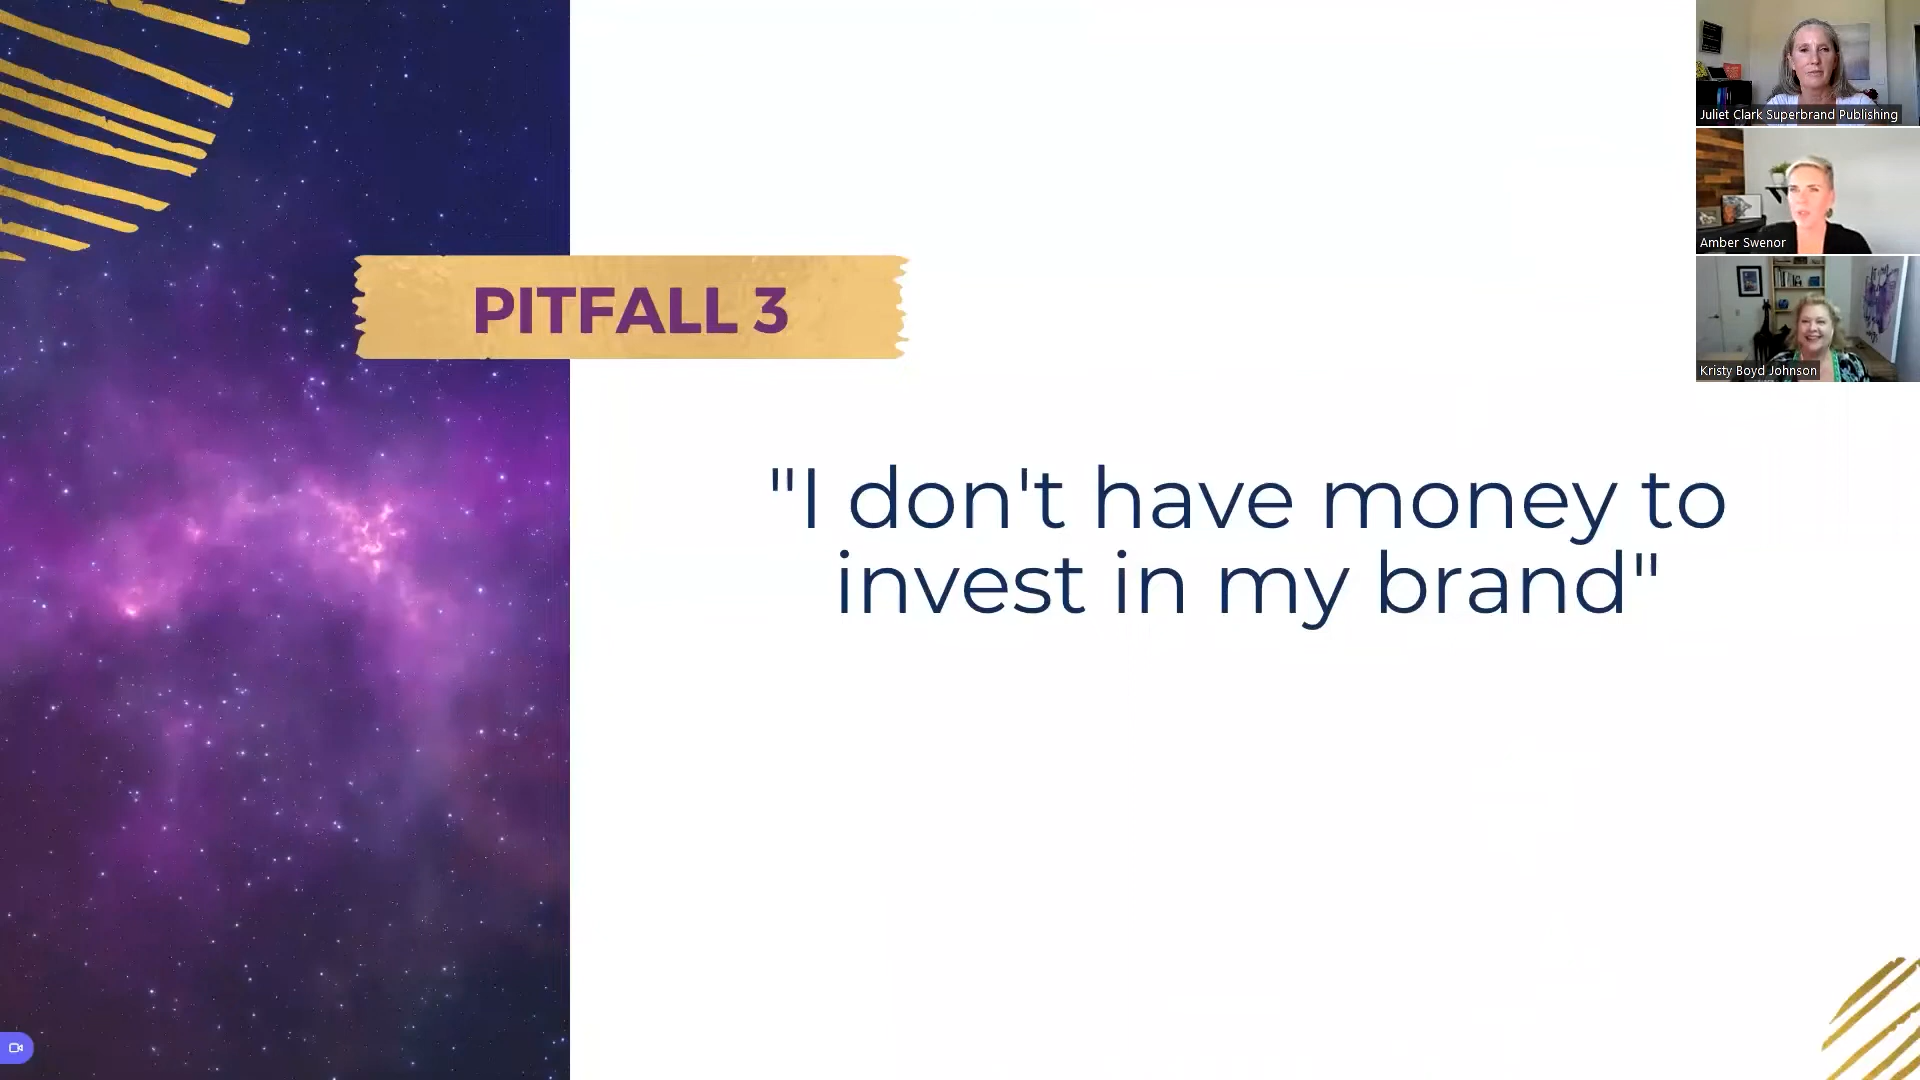 PITFALL 3
"I don't have money to
invest in my brand"
Juliet Clark Superbrand Publishing
Amber Swenor
Kristy Boyd Johnson